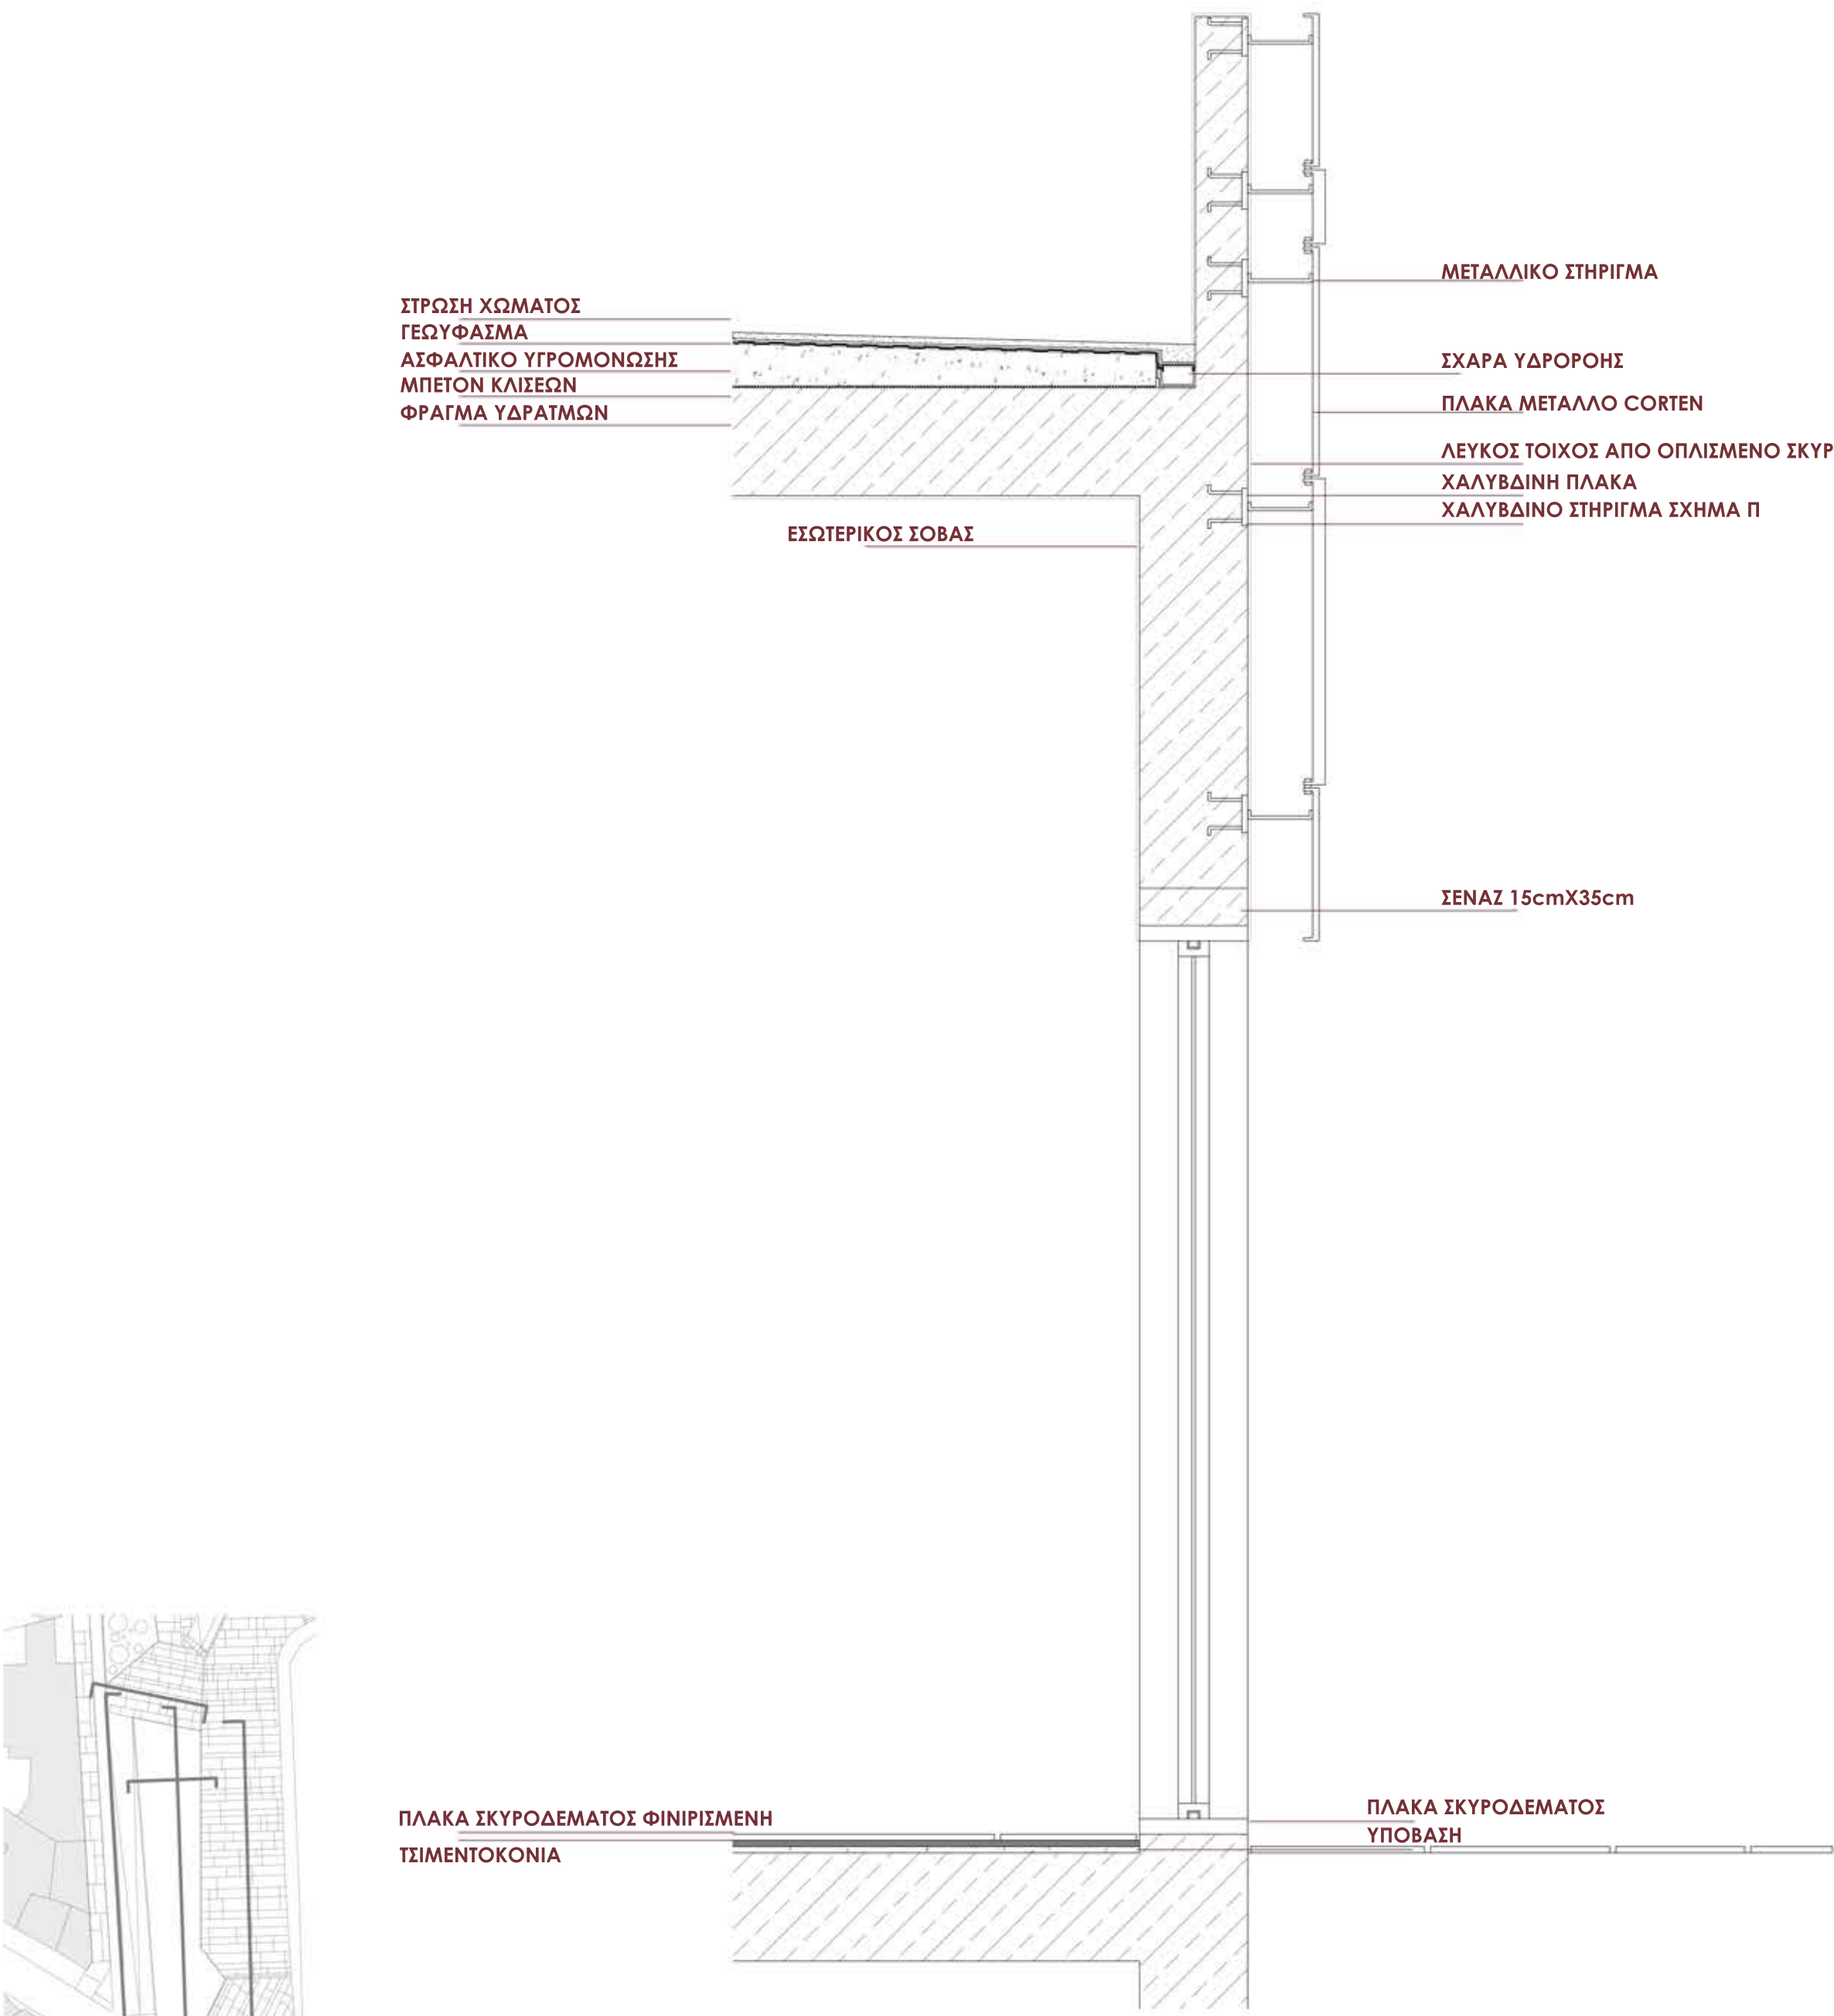 ΜΕΤΑΛΛΙΚΟ ΣΤΗΡΙΓΜΑ
ΣΤΡΩΣΗ ΧΩΜΑΤΟΣ
ΓΕΩΥΦΑΣΜΑ
ΑΣΦΑΛΤΙΚΟ ΥΓΡΟΜΟΝΩΣΗΣ
ΜΠΕΤΟΝ ΚΛΙΣΕΩΝ
ΦΡΑΓΜΑ ΥΔΡΑΤΜΩΝ
ΣΧΑΡΑ ΥΔΡΟΡΟΗΣ
ΠΛΑΚΑ ΜΕΤΑΛΛΟ CORTEN
ΛΕΥΚΟΣ ΤΟΙΧΟΣ ΑΠΟ ΟΠΛΙΣΜΕΝΟ ΣΚΥΡ
ΧΑΛΥΒΔΙΝΗ ΠΛΑΚΑ
ΧΑΛΥΒΔΙΝΟ ΣΤΗΡΙΓΜΑ ΣΧΗΜΑ Π
ΕΣΩΤΕΡΙΚΟΣ ΣΟΒΑΣ
ΣΕΝΑΖ 15cmX35cm
ΠΛΑΚΑ ΣΚΥΡΟΔΕΜΑΤΟΣ ΦΙΝΙΡΙΣΜΕΝΗ
ΤΣΙΜΕΝΤΟΚΟΝΙΑ
ΠΛΑΚΑ ΣΚΥΡΟΔΕΜΑΤΟΣ
ΥΠΟΒΑΣΗ